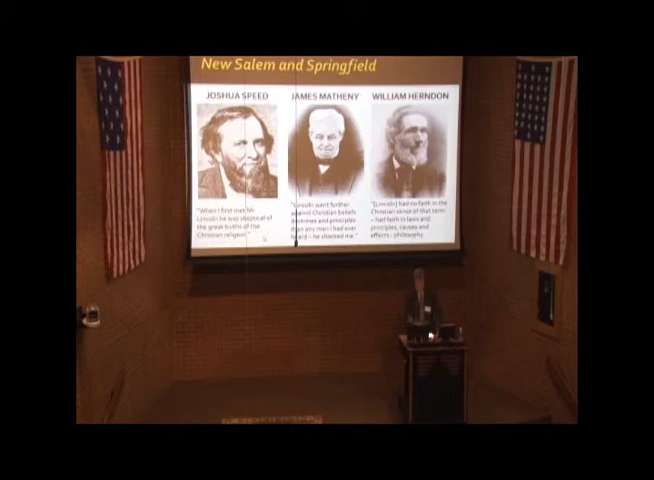 New Salem and Springfield
JOSHUA SPEED
"When I first met Mr.
Lincoln he was skeptical of
the great truths of the
Christian religion."
JAMES MATHENY
"Lincoln went further
against Christian beliefs
doctrines and principles
than any man I had ever
heard – he shocked me."
WILLIAM HERNDON
"[Lincoln] had no faith in the
Christian sense of that term
– had faith in laws and
principles, causes and
effects - philosophy